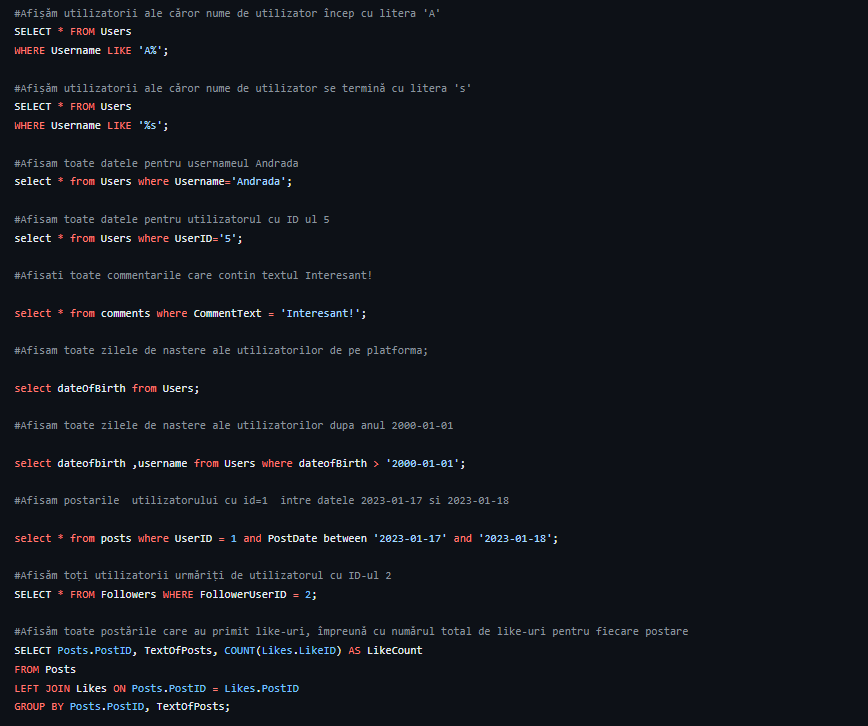 #Afișăm utilizatorii ale căror nume de utilizator încep cu litera 'A'
SELECT * FROM Users
WHERE Username LIKE 'A%';
#Afișăm utilizatorii ale căror nume de utilizator se termină cu litera 's'
SELECT * FROM Users
WHERE Username LIKE '%s';
#Afisam toate datele pentru usernameul Andrada
select * from Users where Username='Andrada';
#Afisam toate datele pentru utilizatorul cu ID ul 5
select * from Users where UserID='5';
#Afisati toate commentarile care contin textul Interesant!
select * from comments where CommentText = 'Interesant!';
#Afisam toate zilele de nastere ale utilizatorilor de pe platforma;
select dateOfBirth from Users;
#Afisam toate zilele de nastere ale utilizatorilor dupa anul 2000-01-01
select dateofbirth ,username from Users where dateofBirth > '2000-01-01';
#Afisam postarile  utilizatorului cu id=1  intre datele 2023-01-17 si 2023-01-18
select * from posts where UserID = 1 and PostDate between '2023-01-17' and '2023-01-18';
#Afișăm toți utilizatorii urmăriți de utilizatorul cu ID-ul 2
SELECT * FROM Followers WHERE FollowerUserID = 2;
#Afișăm toate postările care au primit like-uri, împreună cu numărul total de like-uri pentru fiecare postare
SELECT Posts.PostID, TextOfPosts, COUNT(Likes.LikeID) AS LikeCount
FROM Posts
LEFT JOIN Likes ON Posts.PostID = Likes.PostID
GROUP BY Posts.PostID, TextOfPosts;